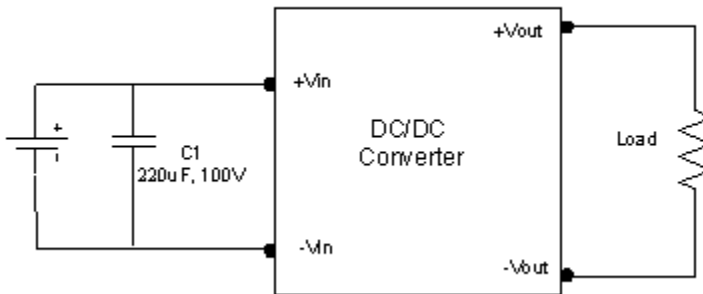 +Vout
+Vin
+
-
C1
220uF, 100V
DC/DC
Converter
Load
-Vin
-Vout